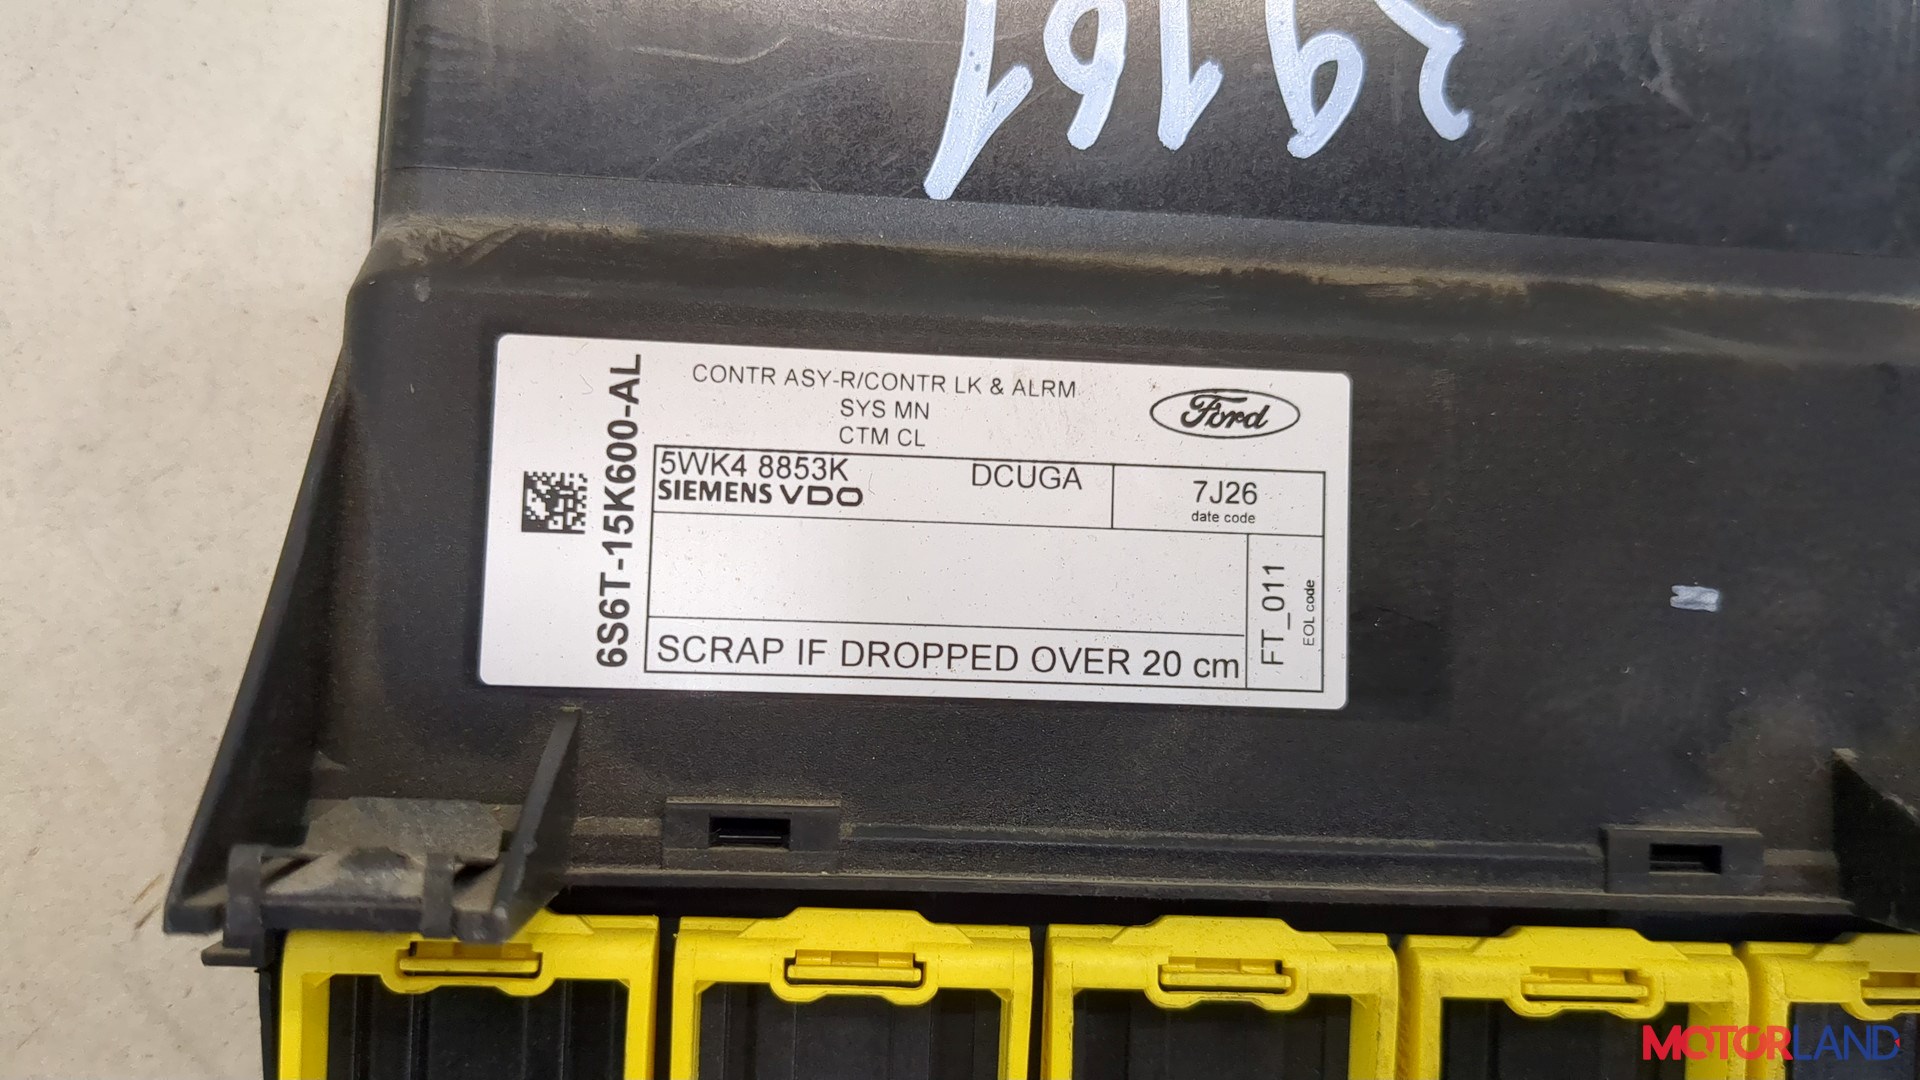 29161
CONTR ASY-R/CONTR LK & ALRM
SYS MN
CTM CL
Ford
6S6T-15K600-AL
5WK4 8853K
DCUGA
SIEMENS VDO
7J26
date code
FT_011
EOL code
SCRAP IF DROPPED OVER 20 cm
MOTORLAND